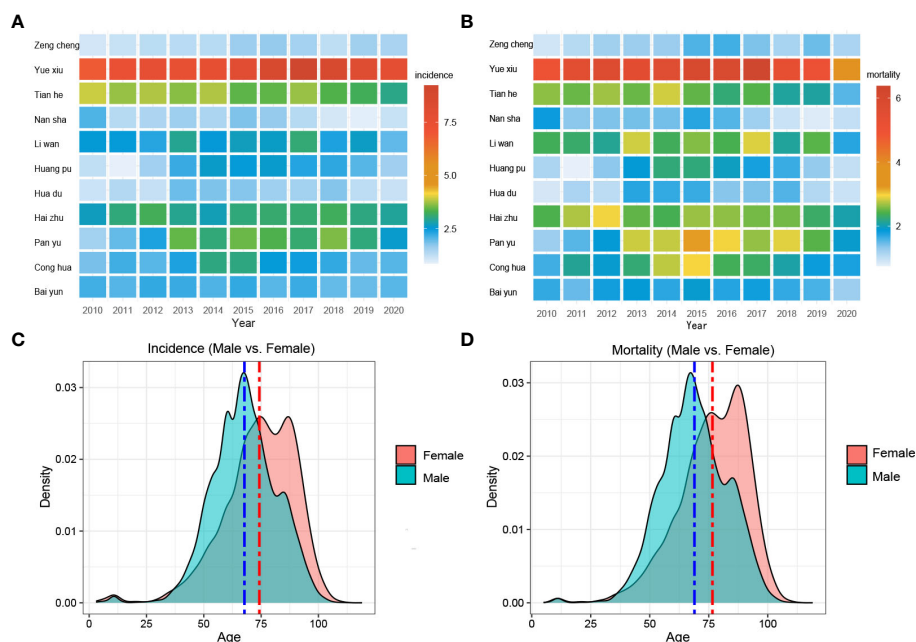 A
Zeng cheng
Yue xiu
Tian he
Nan sha
Li wan
Huang pu
Hua du
Hai zhu
Pan yu
Cong hua
Bai yun
2010 2011 2012 2013 2014 2015 2016 2017 2018 2019 2020
Year
incidence
7.5
5.0
2.5
B
Zeng cheng
Yue xiu
Tian he
Nan sha
Li wan
Huang pu
Hua du
Hai zhu
Pan yu
Cong hua
Bai yun
2010 2011 2012 2013 2014 2015 2016 2017 2018 2019 2020
Year
mortality
6
5
4
3
2
C
Incidence (Male vs. Female)
0.03
0.02
0.01
0.00
Density
0 25 50 75 100
Age
Female
Male
D
Mortality (Male vs. Female)
0.03
0.02
0.01
0.00
Density
0 25 50 75 100
Age
Female
Male